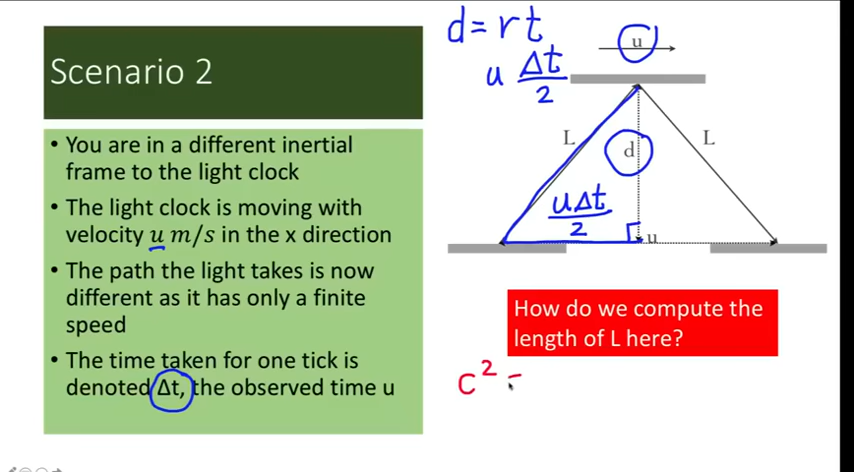 Scenario 2
• You are in a different inertial
frame to the light clock
• The light clock is moving with
velocity u m/s in the x direction
• The path the light takes is now
different as it has only a finite
speed
• The time taken for one tick is
denoted Δt, the observed time u
d = rt
u Δt/2
u
L
d
L
uΔt/2
u
How do we compute the
length of L here?
c² =